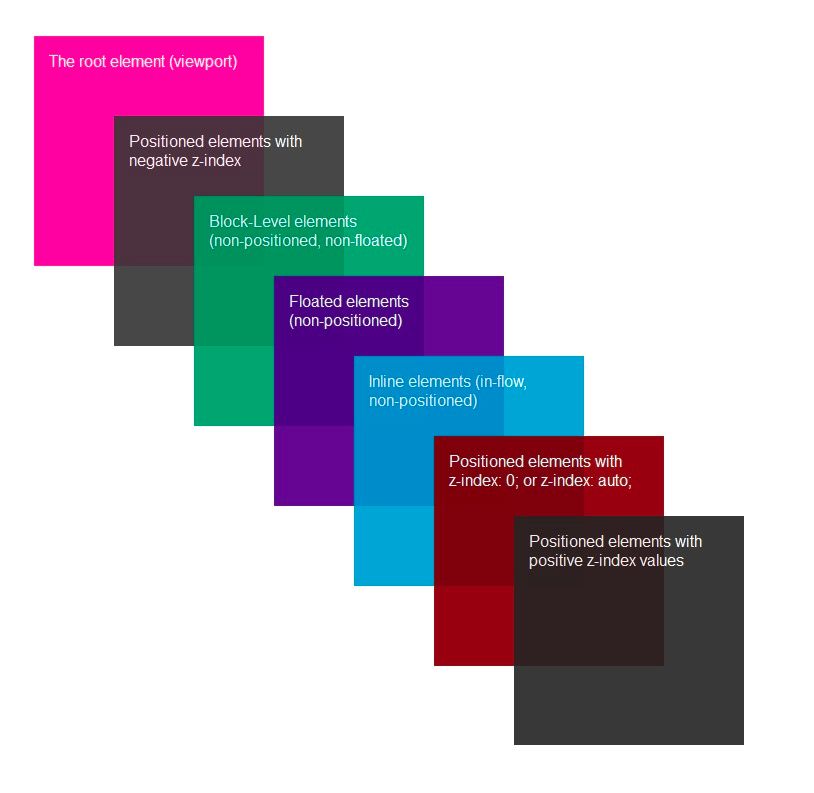 The root element (viewport)
Positioned elements with
negative z-index
Block-Level elements
(non-positioned, non-floated)
Floated elements
(non-positioned)
Inline elements (in-flow,
non-positioned)
Positioned elements with
z-index: 0; or z-index: auto;
Positioned elements with
positive z-index values